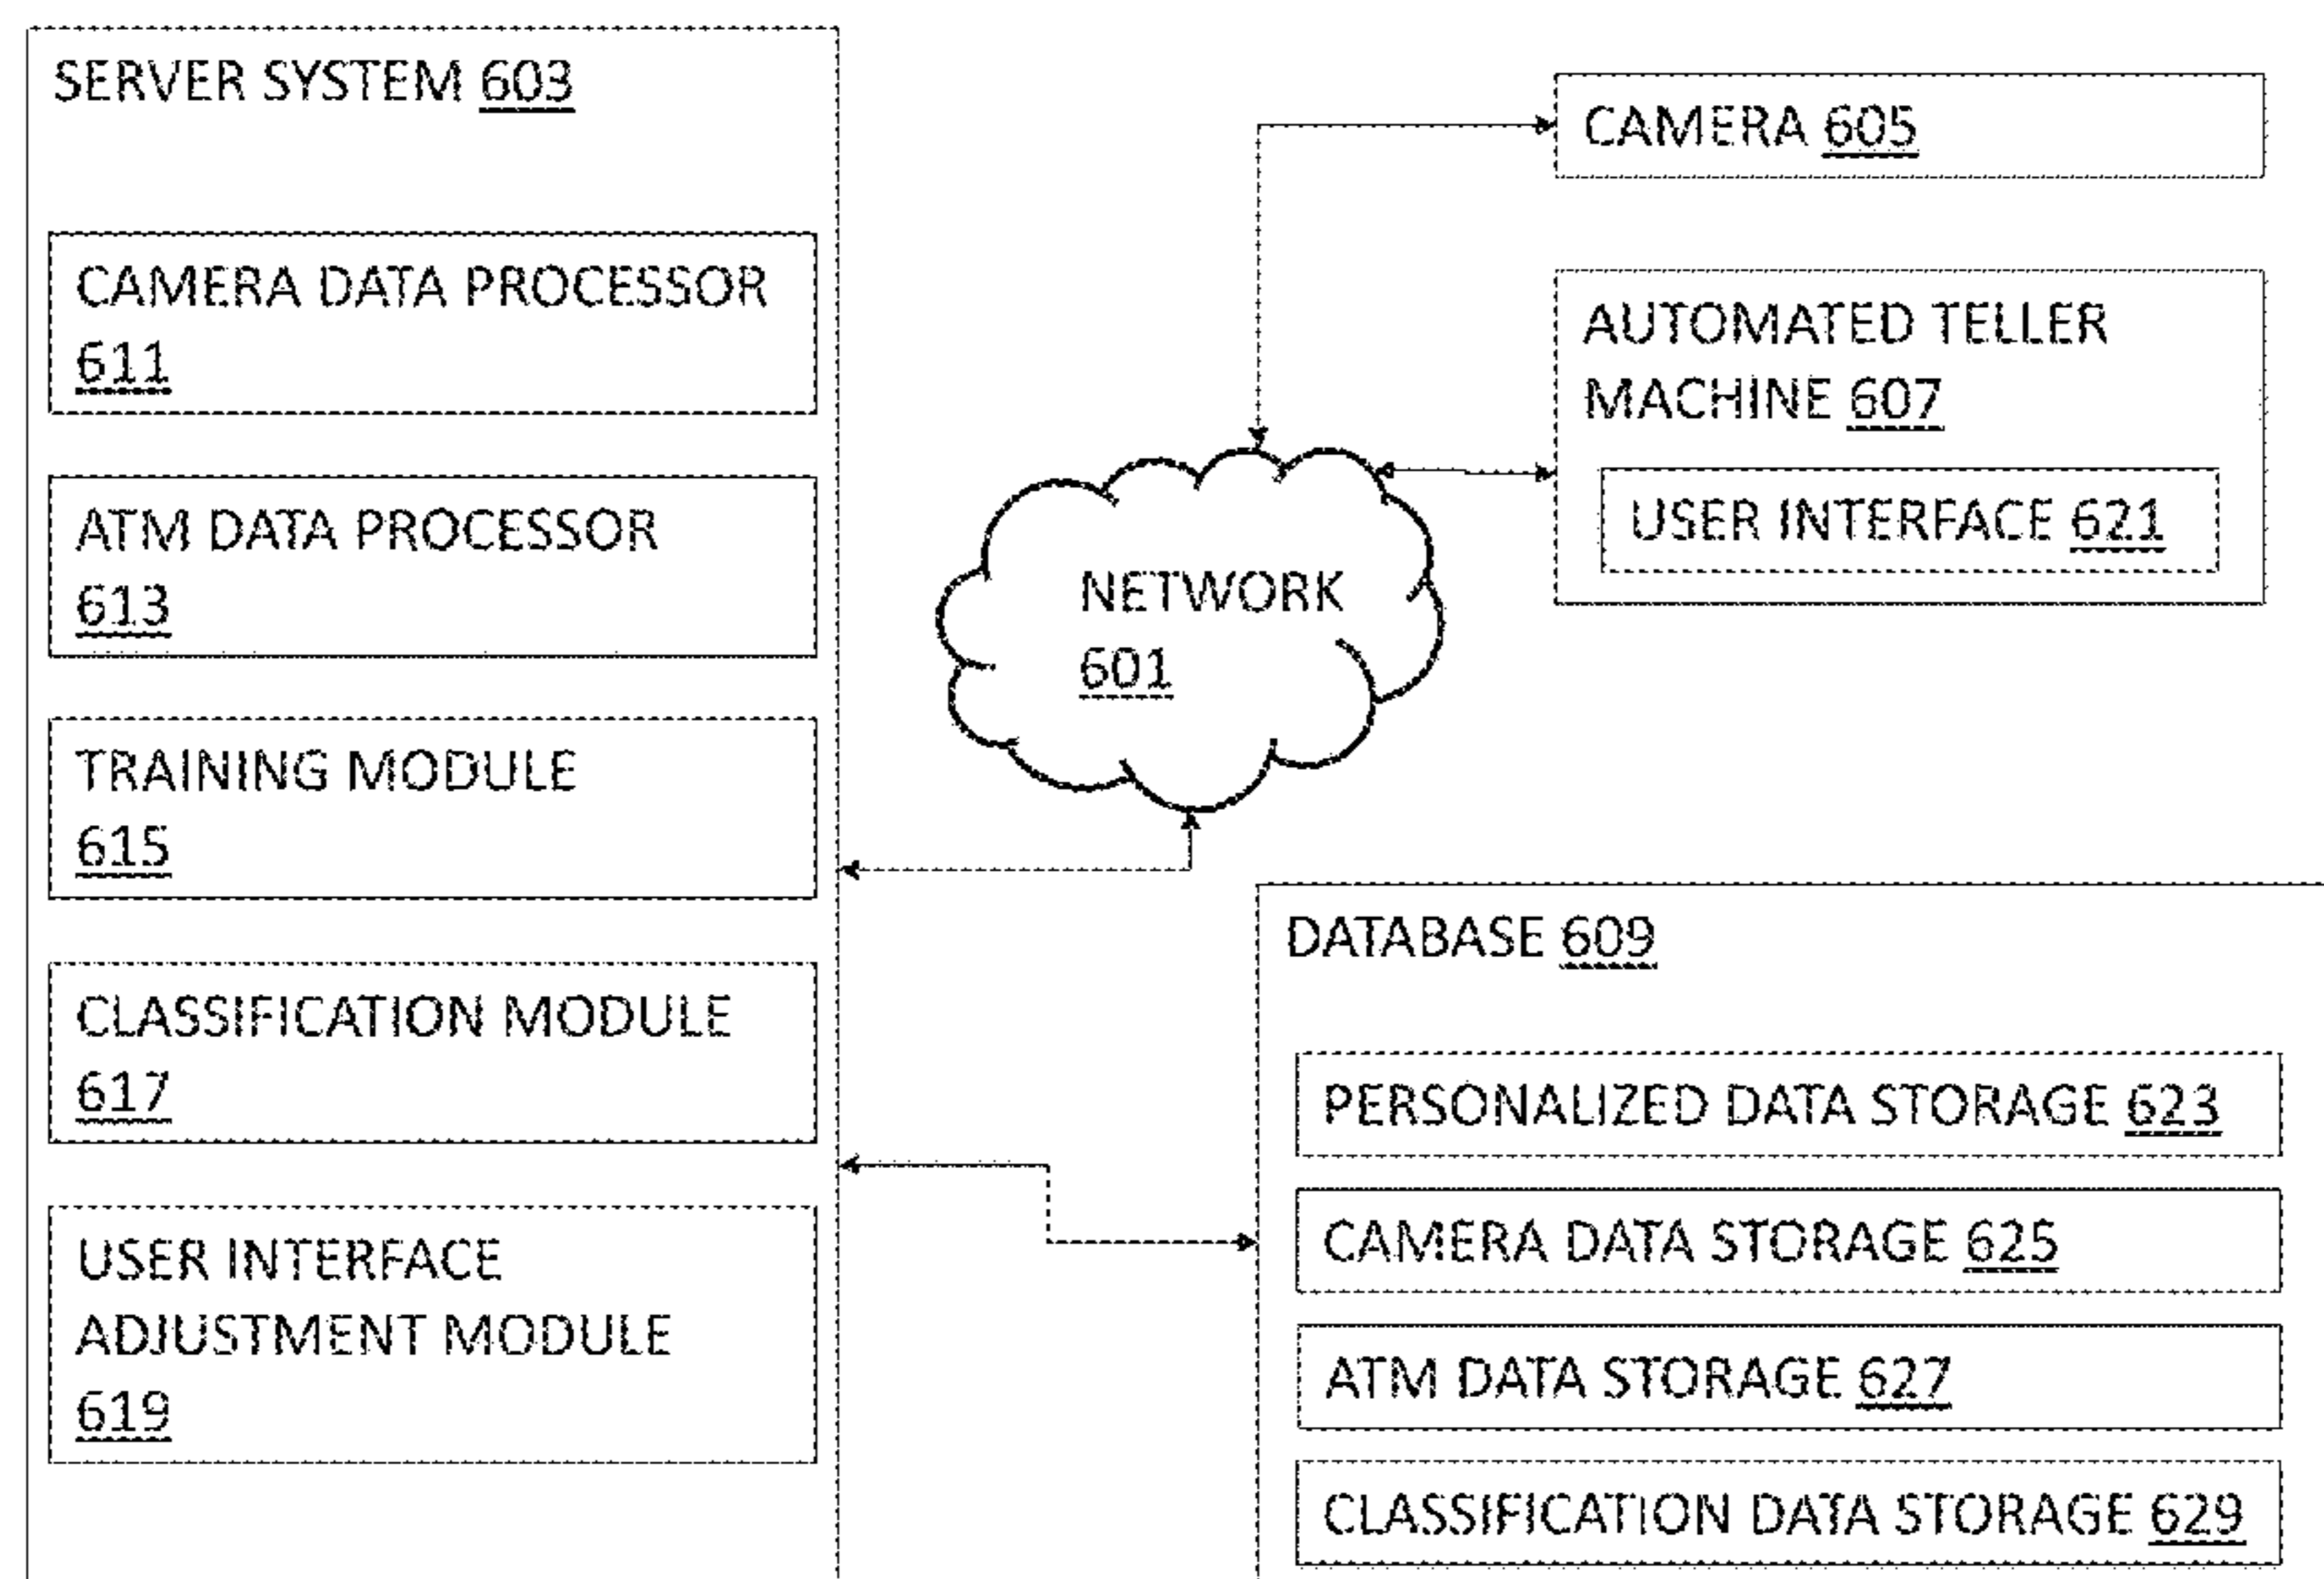 SERVER SYSTEM 603
CAMERA DATA PROCESSOR
611
ATM DATA PROCESSOR
613
TRAINING MODULE
615
CLASSIFICATION MODULE
617
USER INTERFACE
ADJUSTMENT MODULE
619
NETWORK
601
CAMERA 605
AUTOMATED TELLER
MACHINE 607
USER INTERFACE 621
DATABASE 609
PERSONALIZED DATA STORAGE 623
CAMERA DATA STORAGE 625
ATM DATA STORAGE 627
CLASSIFICATION DATA STORAGE 629